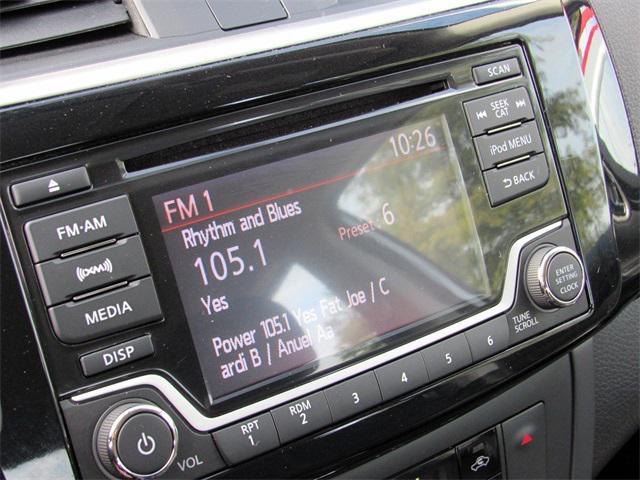 SCAN
SEEK
CAT
iPod MENU
BACK
10:26
FM 1
Rhythm and Blues
105.1
Preset 6
Yes
Power 105.1 Yes Fat Joe / C
ardi B / Anuel Aa
FM·AM
((XM))
MEDIA
DISP
ENTER
SETTING
CLOCK
TUNE
SCROLL
RPT
1
RDM
2
3
4
5
6
VOL